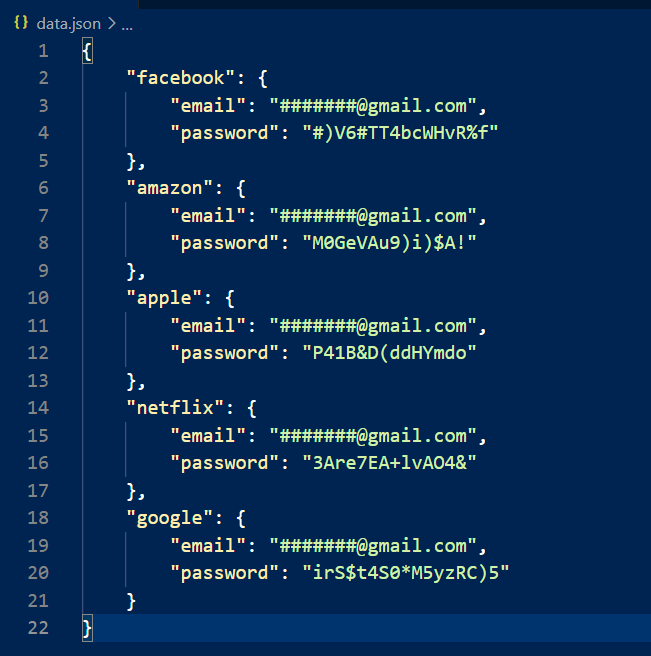 {} data.json > ...
1 {
2 "facebook": {
3 "email": "#######@gmail.com",
4 "password": "#)V6#TT4bcWHvR%f"
5 },
6 "amazon": {
7 "email": "#######@gmail.com",
8 "password": "M0GeVAu9)i)$A!"
9 },
10 "apple": {
11 "email": "#######@gmail.com",
12 "password": "P41B&D(ddHYmdo"
13 },
14 "netflix": {
15 "email": "#######@gmail.com",
16 "password": "3Are7EA+lvAO4&"
17 },
18 "google": {
19 "email": "#######@gmail.com",
20 "password": "irS$t4S0*M5yzRC)5"
21 }
22 }